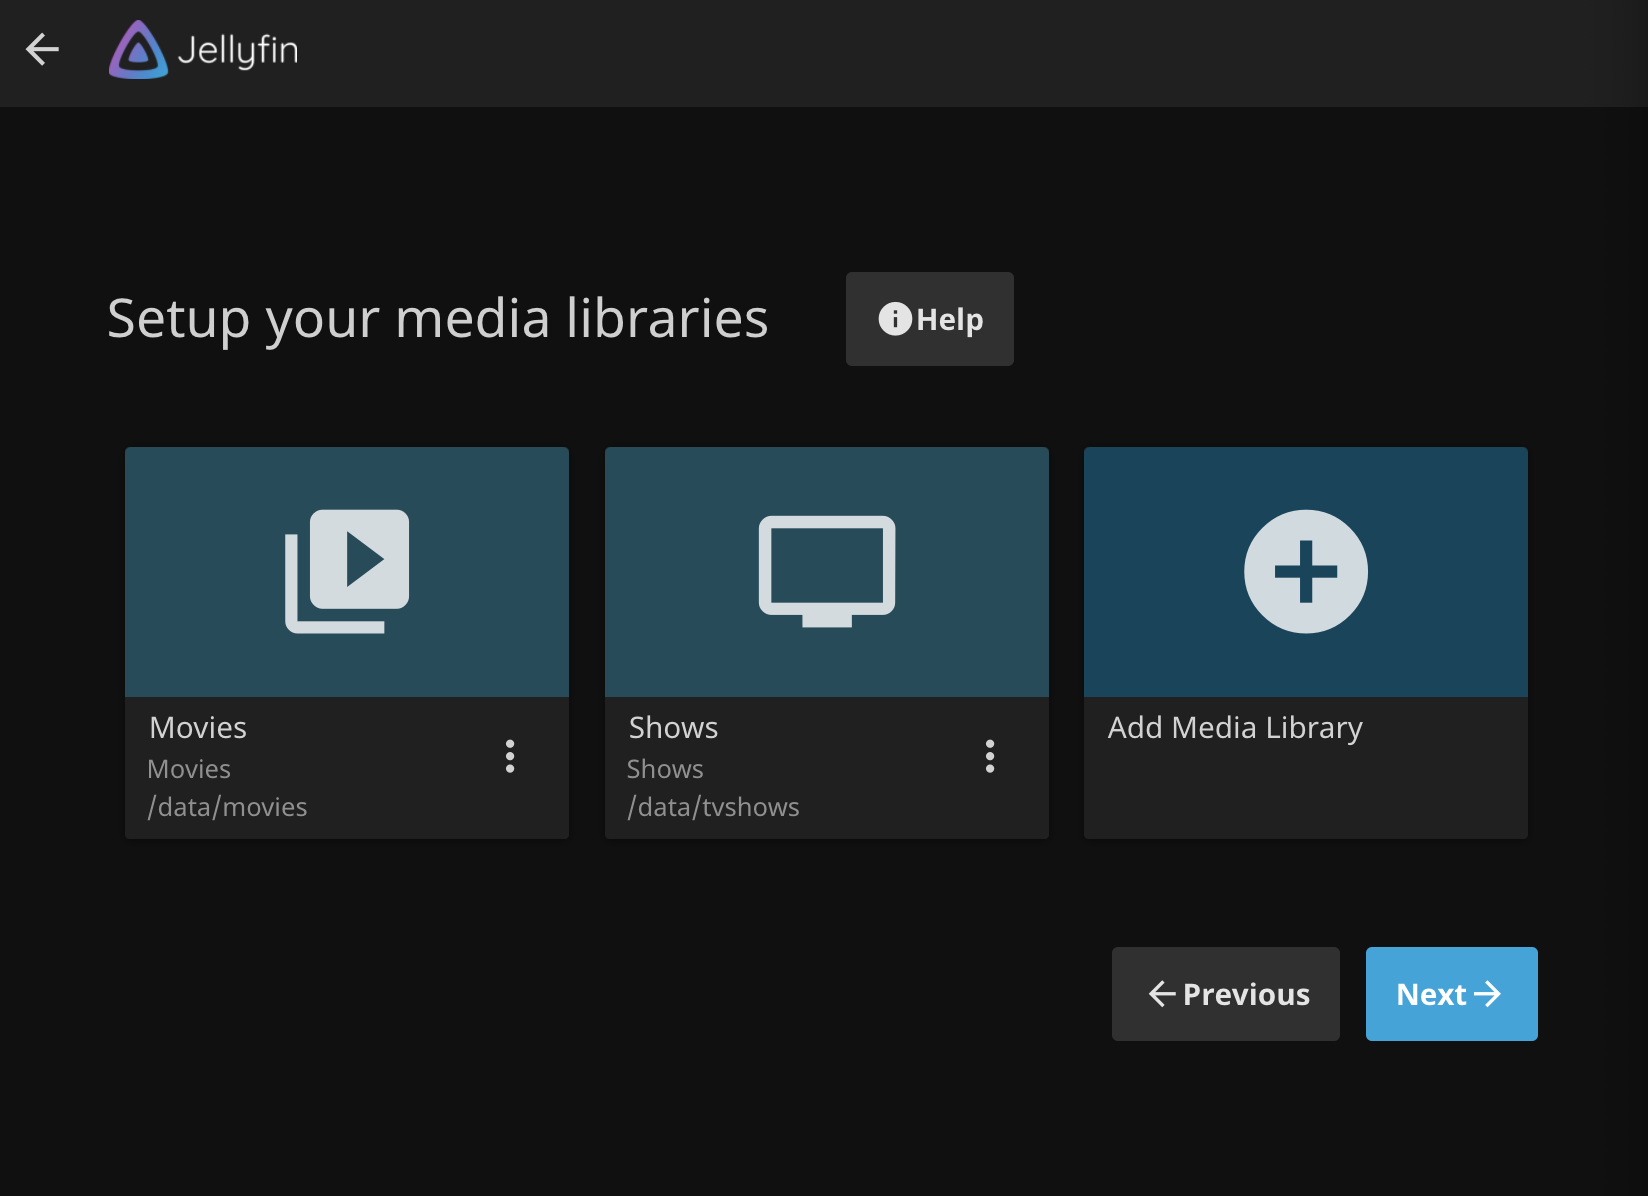 Jellyfin
Setup your media libraries
Help
Movies
Movies
/data/movies
Shows
Shows
/data/tvshows
Add Media Library
Previous
Next